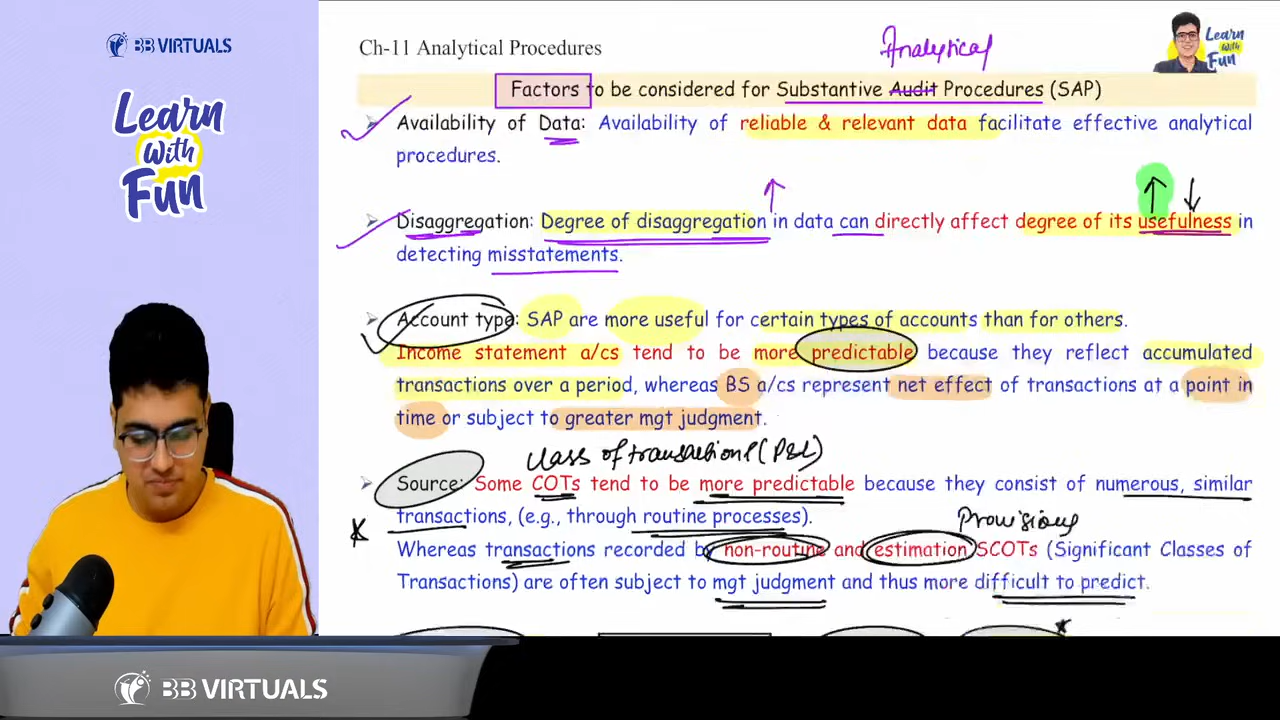 BB VIRTUALS
Learn
With
Fun
Ch-11 Analytical Procedures
Analytical
Learn
With
Fun
Factors to be considered for Substantive Audit Procedures (SAP)
Availability of Data: Availability of reliable & relevant data facilitate effective analytical
procedures.
Disaggregation: Degree of disaggregation in data can directly affect degree of its usefulness in
detecting misstatements.
Account type: SAP are more useful for certain types of accounts than for others.
Income statement a/cs tend to be more predictable because they reflect accumulated
transactions over a period, whereas BS a/cs represent net effect of transactions at a point in
time or subject to greater mgt judgment.
Class of transactions (P&L)
Source: Some COTs tend to be more predictable because they consist of numerous, similar
transactions, (e.g., through routine processes).
Provisions
Whereas transactions recorded by non-routine and estimation SCOTs (Significant Classes of
Transactions) are often subject to mgt judgment and thus more difficult to predict.
BB VIRTUALS